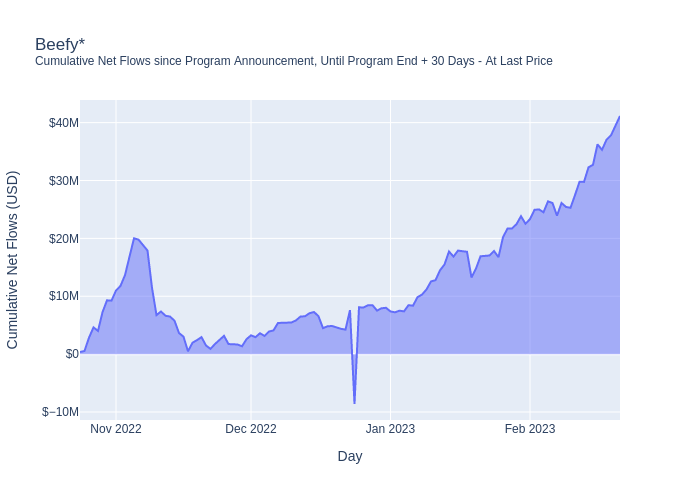 Beefy*
Cumulative Net Flows since Program Announcement, Until Program End + 30 Days - At Last Price
Cumulative Net Flows (USD)
$40M
$30M
$20M
$10M
$0
$−10M
Nov 2022
Dec 2022
Jan 2023
Feb 2023
Day